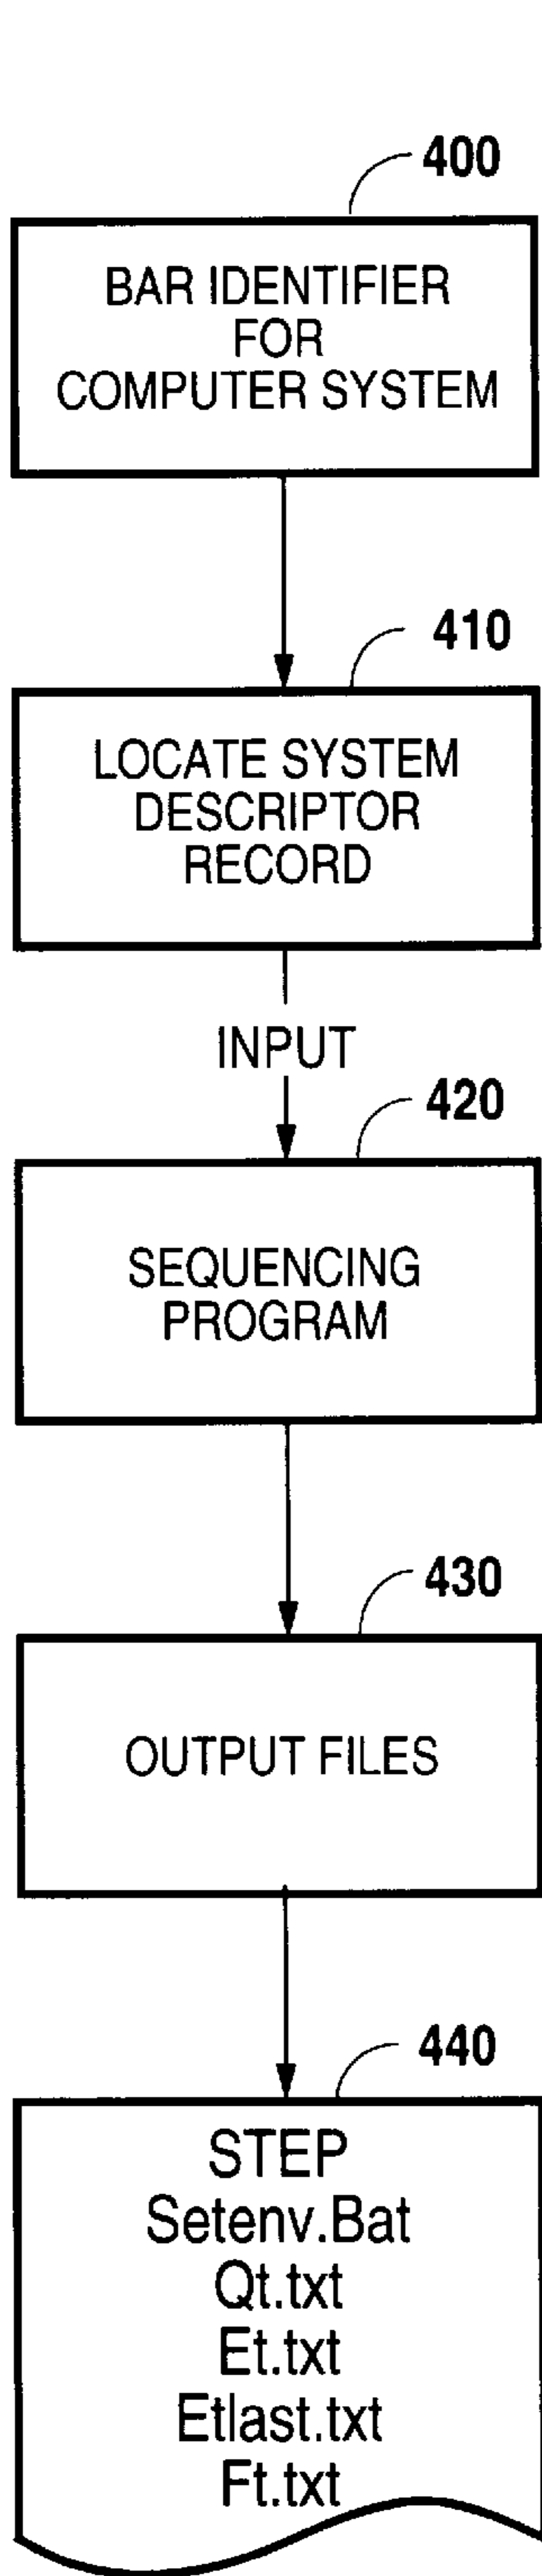 400
BAR IDENTIFIER
FOR
COMPUTER SYSTEM
410
LOCATE SYSTEM
DESCRIPTOR
RECORD
INPUT
420
SEQUENCING
PROGRAM
430
OUTPUT FILES
440
STEP
Setenv.Bat
Qt.txt
Et.txt
Etlast.txt
Ft.txt